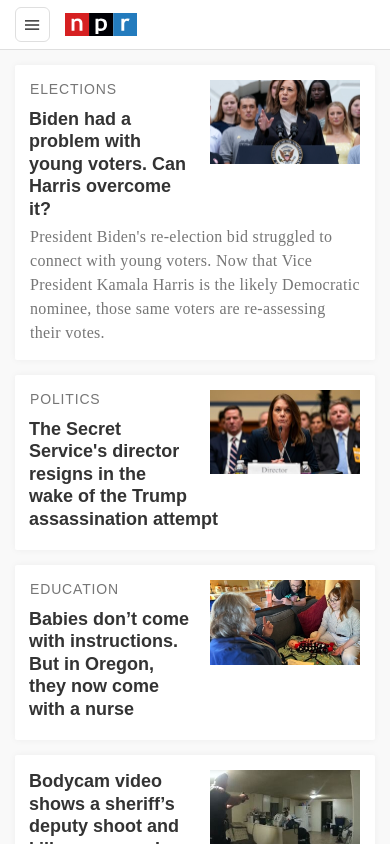 npr
ELECTIONS
Biden had a
problem with
young voters. Can
Harris overcome
it?
President Biden's re-election bid struggled to
connect with young voters. Now that Vice
President Kamala Harris is the likely Democratic
nominee, those same voters are re-assessing
their votes.
POLITICS
The Secret
Service's director
resigns in the
wake of the Trump
assassination attempt
Director
EDUCATION
Babies don’t come
with instructions.
But in Oregon,
they now come
with a nurse
Bodycam video
shows a sheriff’s
deputy shoot and